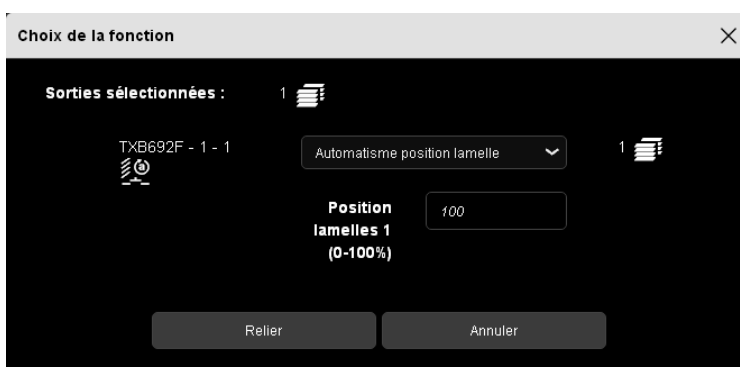 Choix de la fonction
Sorties sélectionnées : 1
TXB692F - 1 - 1 Automatisme position lamelle 1
Position
lamelles 1
(0-100%)
100
Relier Annuler